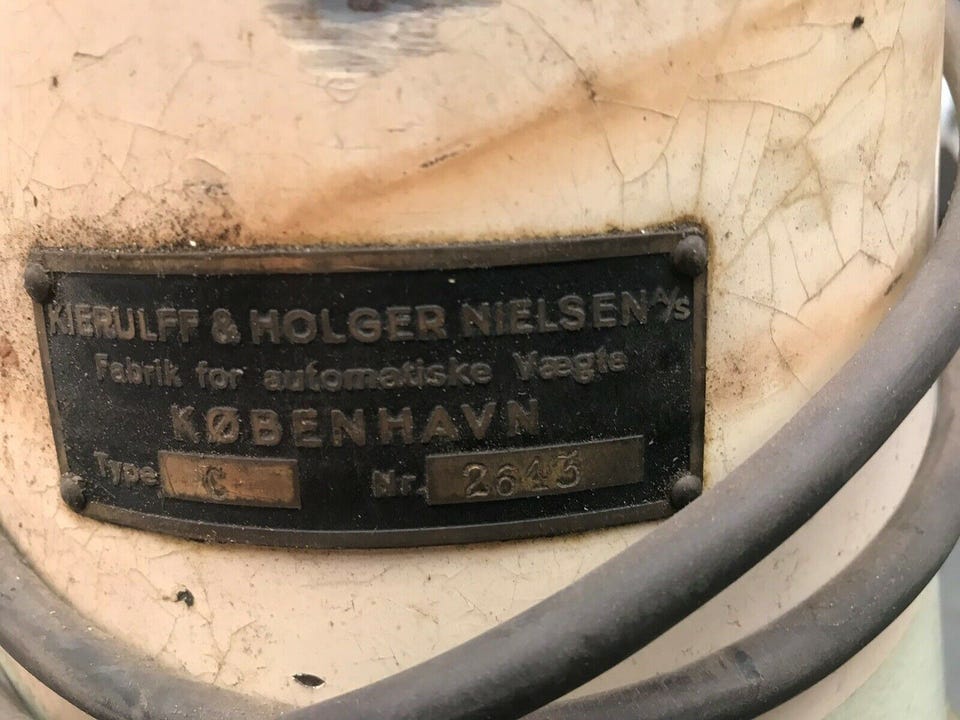 KIERULFF & HOLGER NIELSEN A/S
Fabrik for automatiske Vægte
KØBENHAVN
Type C Nr. 2645